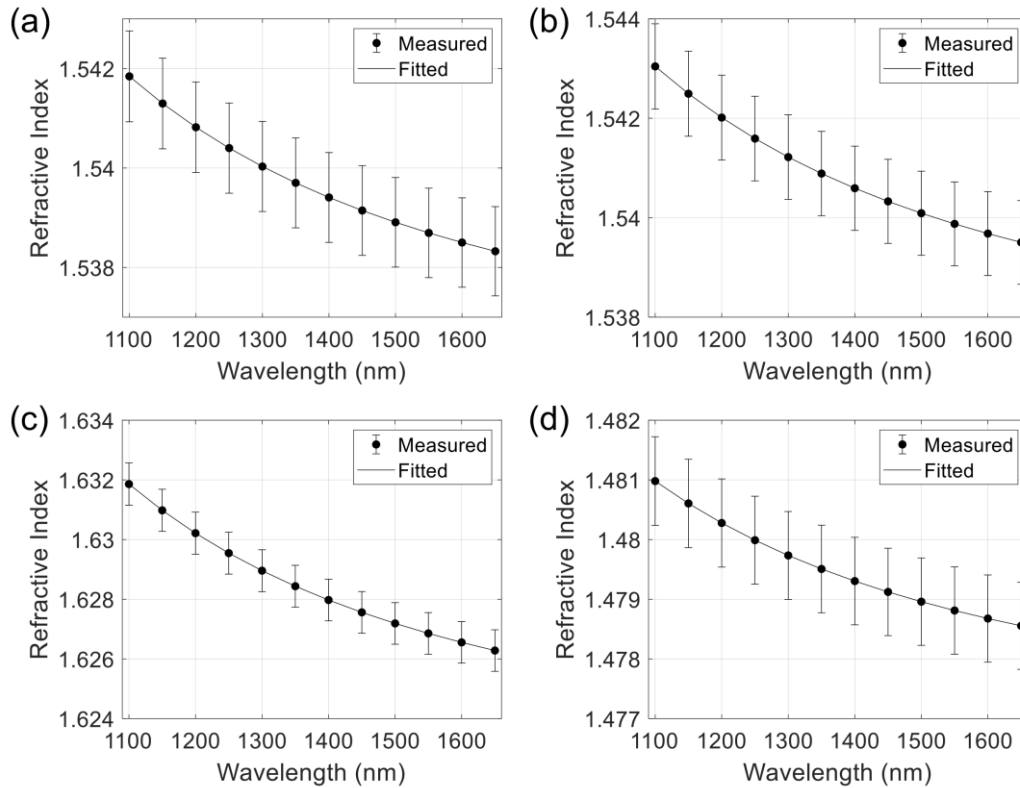 (a)
Measured
Fitted
1.542
1.54
1.538
Refractive Index
1100 1200 1300 1400 1500 1600
Wavelength (nm)
(b)
Measured
Fitted
1.544
1.542
1.54
1.538
Refractive Index
1100 1200 1300 1400 1500 1600
Wavelength (nm)
(c)
Measured
Fitted
1.634
1.632
1.63
1.628
1.626
1.624
Refractive Index
1100 1200 1300 1400 1500 1600
Wavelength (nm)
(d)
Measured
Fitted
1.482
1.481
1.48
1.479
1.478
1.477
Refractive Index
1100 1200 1300 1400 1500 1600
Wavelength (nm)